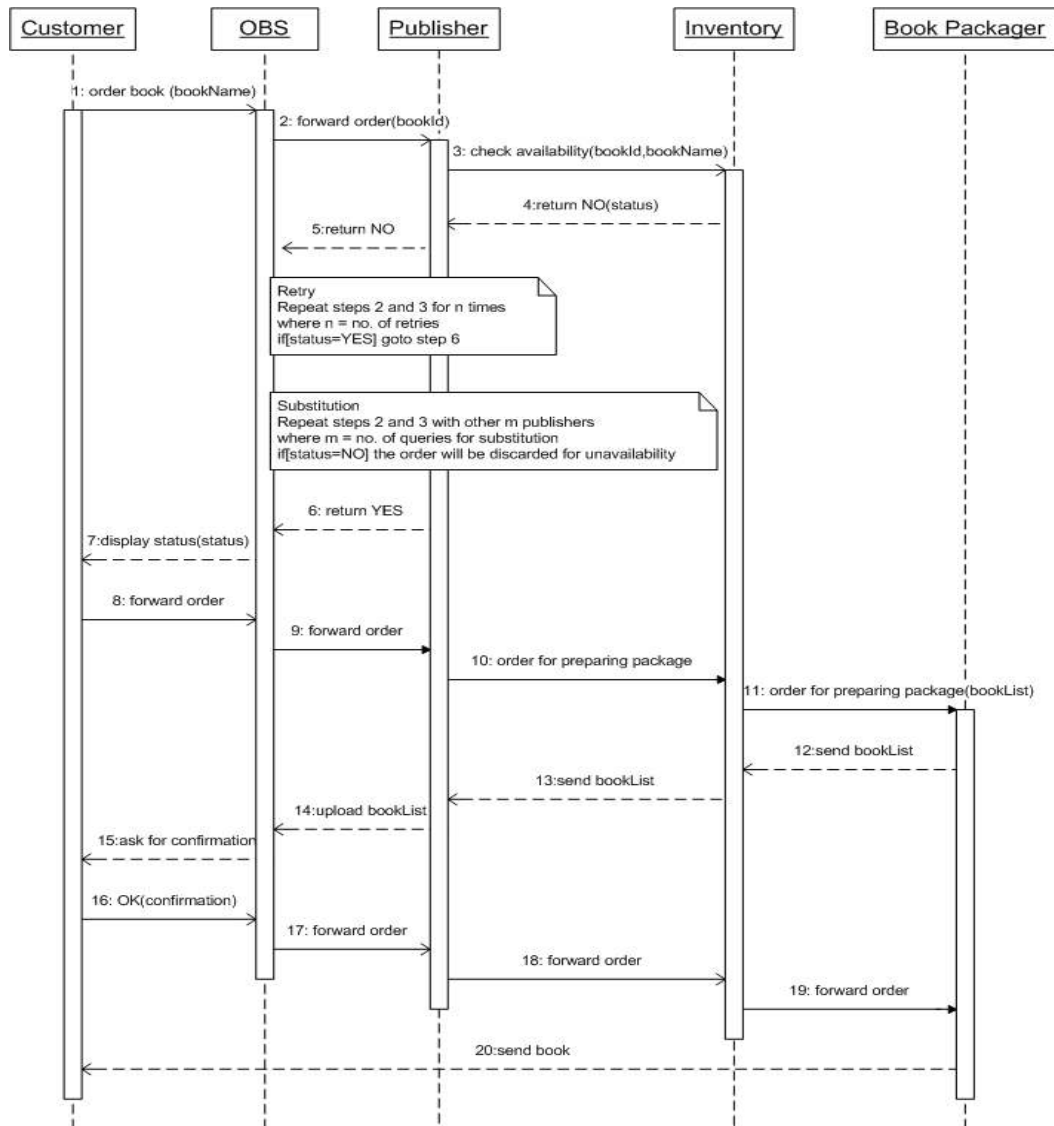 Customer
OBS
Publisher
Inventory
Book Packager
1: order book (bookName)
2: forward order(bookId)
3: check availability(bookId,bookName)
4:return NO(status)
5:return NO
Retry
Repeat steps 2 and 3 for n times
where n = no. of retries
if[status=YES] goto step 6
Substitution
Repeat steps 2 and 3 with other m publishers
where m = no. of queries for substitution
if[status=NO] the order will be discarded for unavailability
6: return YES
7:display status(status)
8: forward order
9: forward order
10: order for preparing package
11: order for preparing package(bookList)
12:send bookList
13:send bookList
14:upload bookList
15:ask for confirmation
16: OK(confirmation)
17: forward order
18: forward order
19: forward order
20:send book